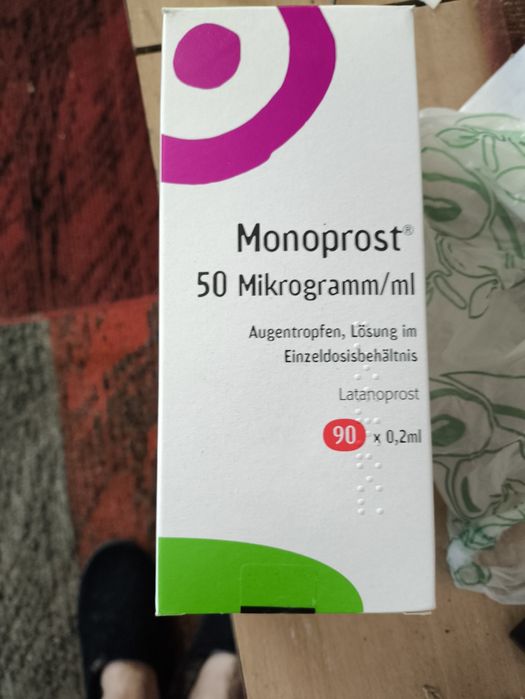 Monoprost®
50 Mikrogramm/ml
Augentropfen, Lösung im
Einzeldosisbehältnis
Latanoprost
90 x 0,2ml